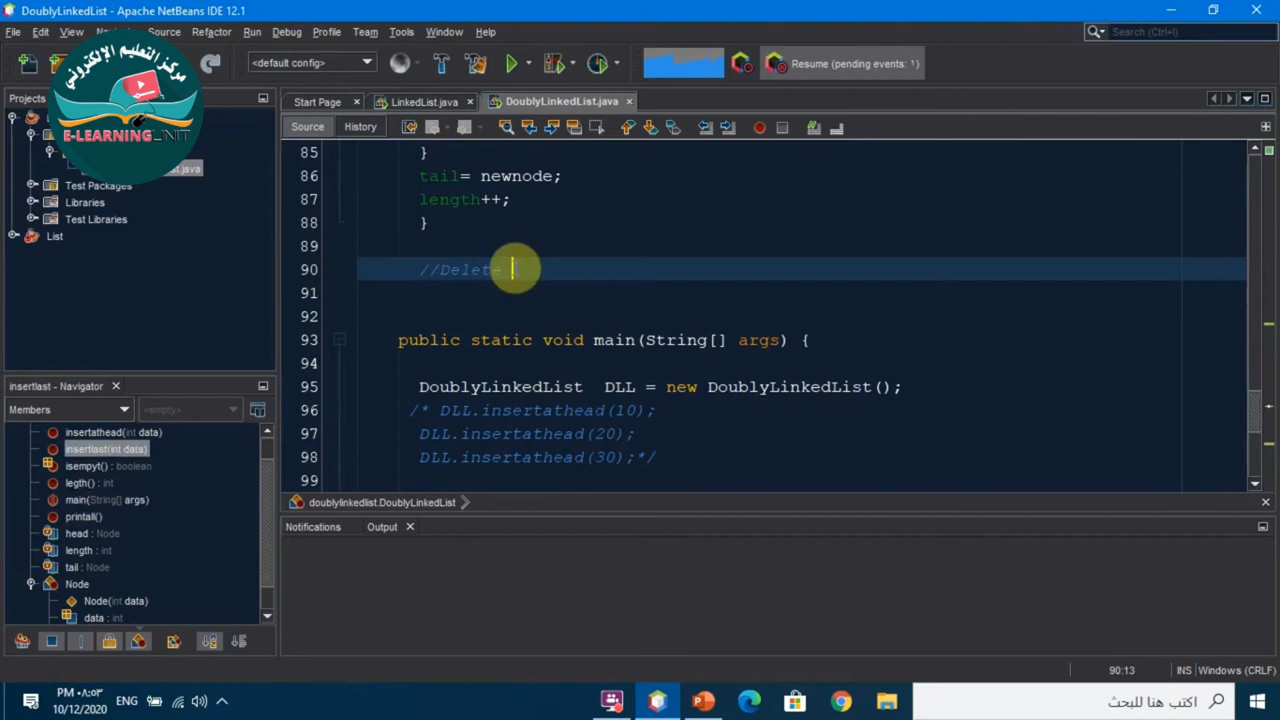 DoublyLinkedList - Apache NetBeans IDE 12.1
File Edit View Source Refactor Run Debug Profile Team Tools Window Help
Search (Ctrl+I)
<default config>
Resume (pending events: 1)
مركز التعليم الإلكتروني
E-LEARNING UNIT
Projects
Start Page
LinkedList.java
DoublyLinkedList.java
Source History
Test Packages
Libraries
Test Libraries
List
85 }
86 tail= newnode;
87 length++;
88 }
89
90 //Delete
91
92
93 public static void main(String[] args) {
94
95 DoublyLinkedList DLL = new DoublyLinkedList();
96 /* DLL.insertathead(10);
97 DLL.insertathead(20);
98 DLL.insertathead(30);*/
99
doublylinkedlist.DoublyLinkedList
insertlast - Navigator
Members
<empty>
insertathead(int data)
insertlast(int data)
isempyt() : boolean
legth() : int
main(String[] args)
printall()
head : Node
length : int
tail : Node
Node
Node(int data)
data : int
Notifications Output
90:13 INS Windows (CRLF)
PM ٠٨:٥٣
10/12/2020
ENG
اكتب هنا للبحث